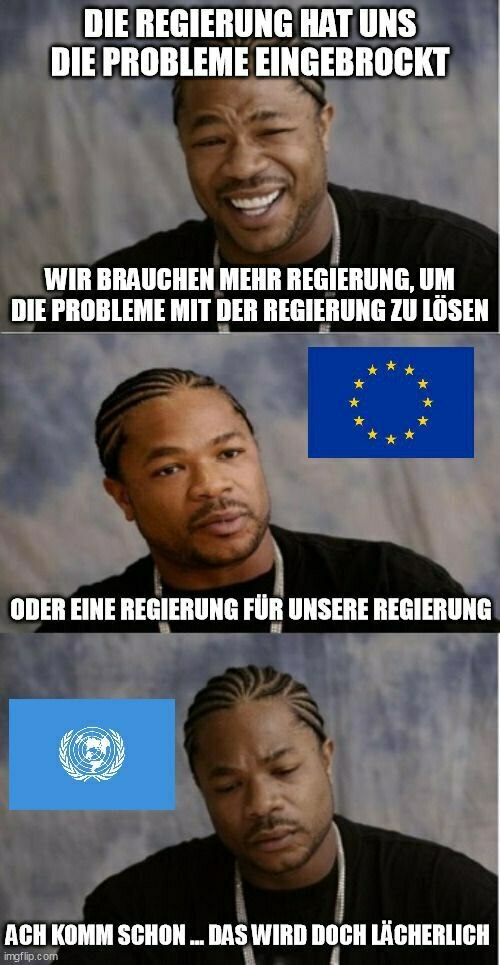 DIE REGIERUNG HAT UNS
DIE PROBLEME EINGEBROCKT
WIR BRAUCHEN MEHR REGIERUNG, UM
DIE PROBLEME MIT DER REGIERUNG ZU LÖSEN
ODER EINE REGIERUNG FÜR UNSERE REGIERUNG
ACH KOMM SCHON ... DAS WIRD DOCH LÄCHERLICH
imgflip.com